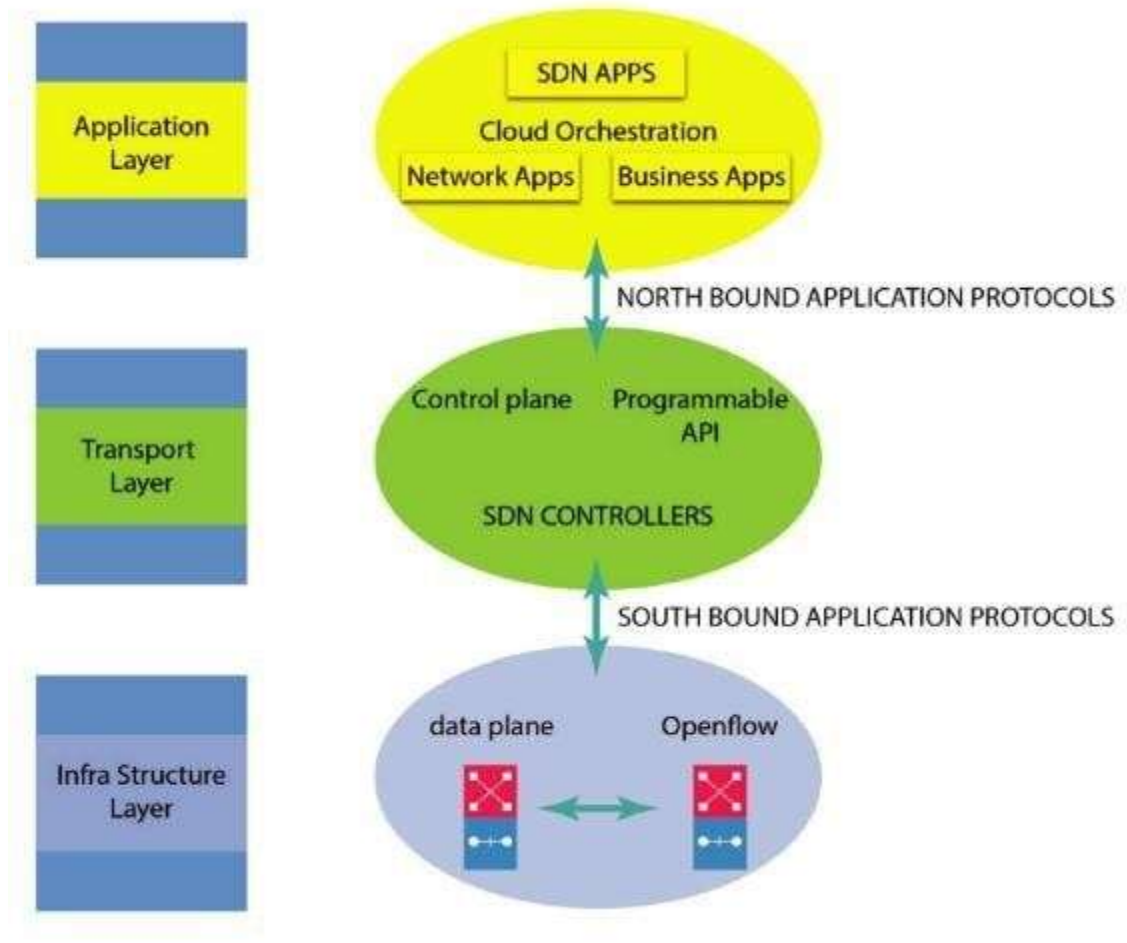 Application
Layer
SDN APPS
Cloud Orchestration
Network Apps
Business Apps
NORTH BOUND APPLICATION PROTOCOLS
Transport
Layer
Control plane
Programmable
API
SDN CONTROLLERS
SOUTH BOUND APPLICATION PROTOCOLS
Infra Structure
Layer
data plane
Openflow